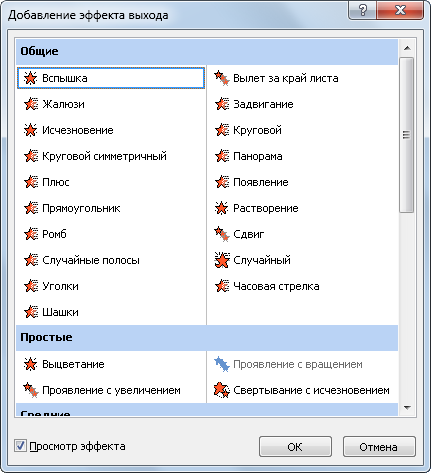 Добавление эффекта выхода
Общие
Вспышка Вылет за край листа
Жалюзи Задвигание
Исчезновение Круговой
Круговой симметричный Панорама
Плюс Появление
Прямоугольник Растворение
Ромб Сдвиг
Случайные полосы Случайный
Уголки Часовая стрелка
Шашки
Простые
Выцветание Проявление с вращением
Проявление с увеличением Свертывание с исчезновением
Средние
Просмотр эффекта ОК Отмена